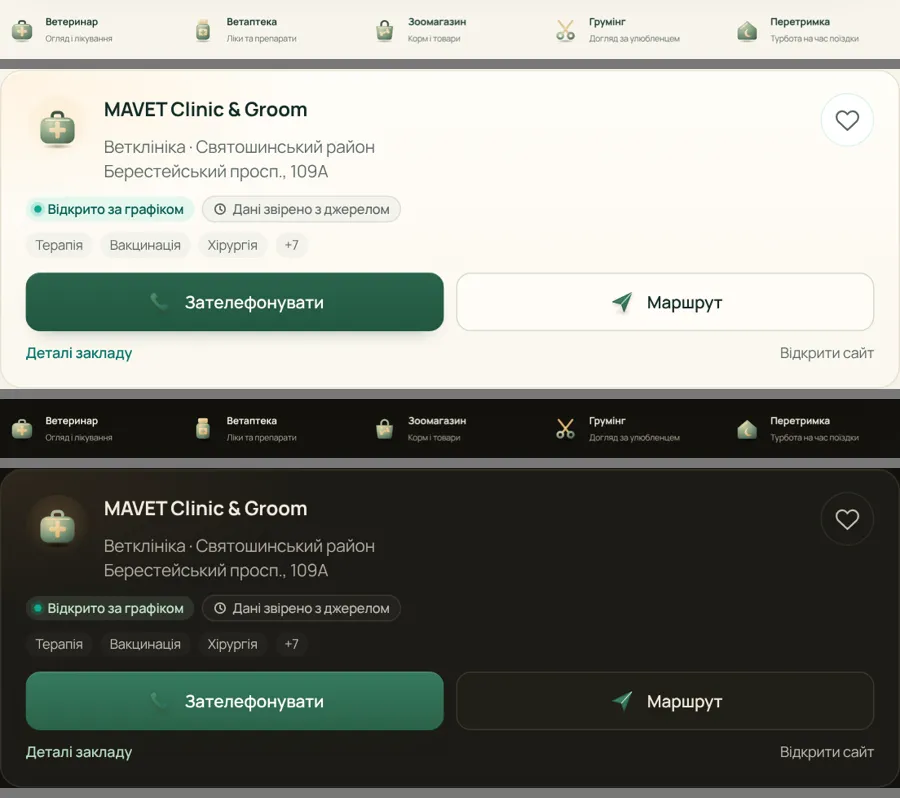 Ветеринар
Огляд і лікування
Ветаптека
Ліки та препарати
Зоомагазин
Корм і товари
Грумінг
Догляд за улюбленцем
Перетримка
Турбота на час поїздки
MAVET Clinic & Groom
Ветклініка · Святошинський район
Берестейський просп., 109А
Відкрито за графіком
Дані звірено з джерелом
Терапія
Вакцинація
Хірургія
+7
Зателефонувати
Маршрут
Деталі закладу
Відкрити сайт
Ветеринар
Огляд і лікування
Ветаптека
Ліки та препарати
Зоомагазин
Корм і товари
Грумінг
Догляд за улюбленцем
Перетримка
Турбота на час поїздки
MAVET Clinic & Groom
Ветклініка · Святошинський район
Берестейський просп., 109А
Відкрито за графіком
Дані звірено з джерелом
Терапія
Вакцинація
Хірургія
+7
Зателефонувати
Маршрут
Деталі закладу
Відкрити сайт